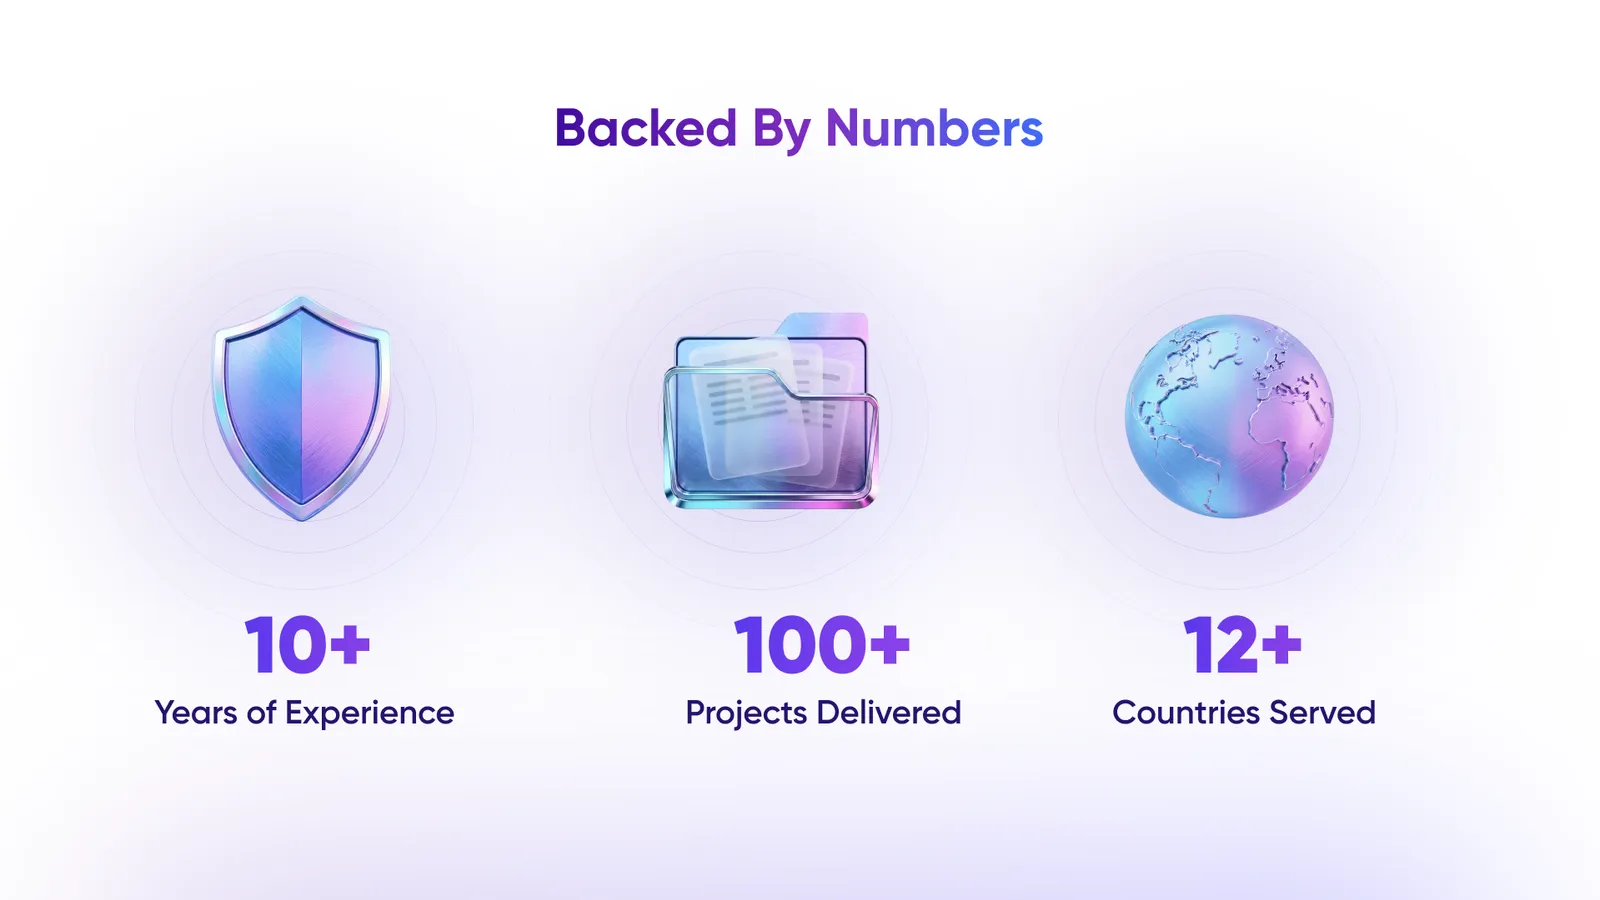 Backed By Numbers
10+
Years of Experience
100+
Projects Delivered
12+
Countries Served